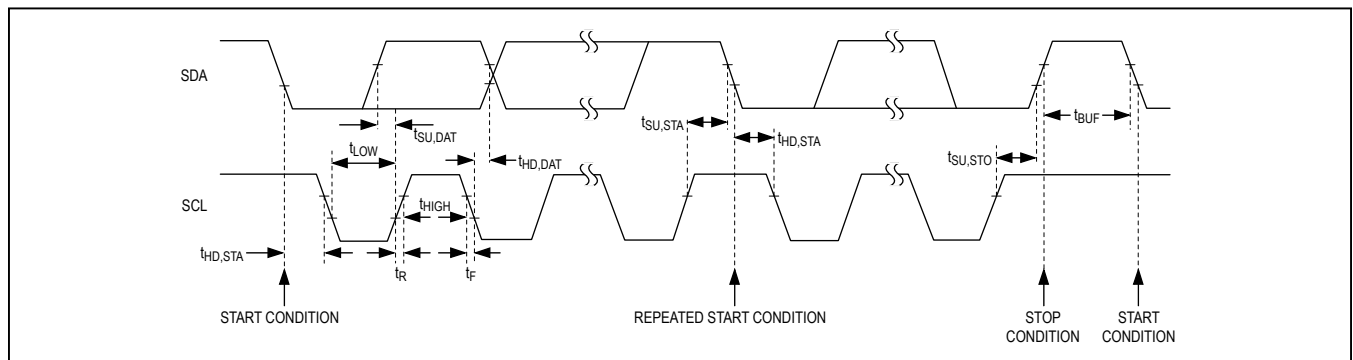 SDA
tSU,DAT
tLOW
tHD,DAT
tSU,STA
tHD,STA
tBUF
tSU,STO
SCL
tHIGH
tHD,STA
tR
tF
START CONDITION
REPEATED START CONDITION
STOP
CONDITION
START
CONDITION